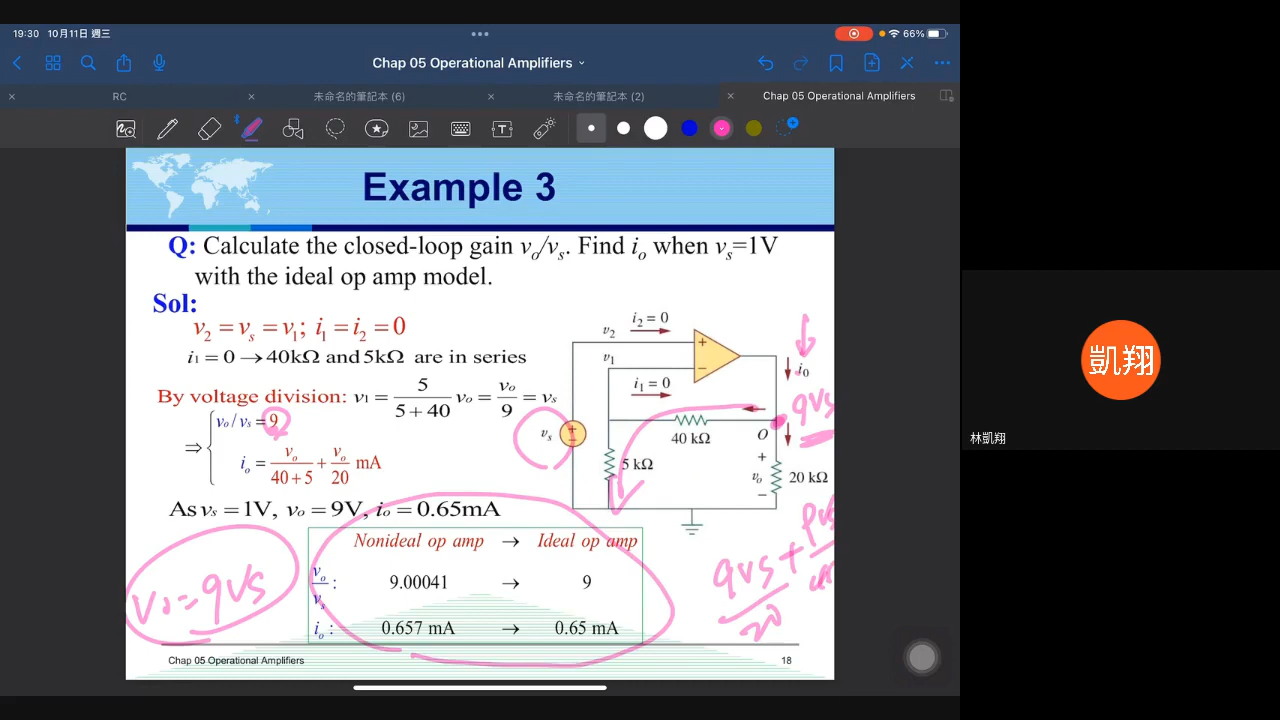 19:30 10月11日 週三
66%
Chap 05 Operational Amplifiers
RC
未命名的筆記本 (6)
未命名的筆記本 (2)
Chap 05 Operational Amplifiers
Example 3
Q: Calculate the closed-loop gain vo/vs. Find io when vs=1V
with the ideal op amp model.
Sol:
v2 = vs = v1; i1 = i2 = 0
i1 = 0 → 40kΩ and 5kΩ are in series
By voltage division: v1 = 5/(5+40) vo = vo/9 = vs
⇒ { vo / vs = 9
io = vo/(40+5) + vo/20 mA
As vs = 1V, vo = 9V, io = 0.65mA
i2 = 0
v2
v1
i1 = 0
i0
9vs
vs
+
−
40 kΩ
O
5 kΩ
+
vo
−
20 kΩ
Nonideal op amp → Ideal op amp
vo/vs : 9.00041 → 9
io : 0.657 mA → 0.65 mA
Vo = 9Vs
9Vs/20 +
Chap 05 Operational Amplifiers
18
凱翔
林凱翔